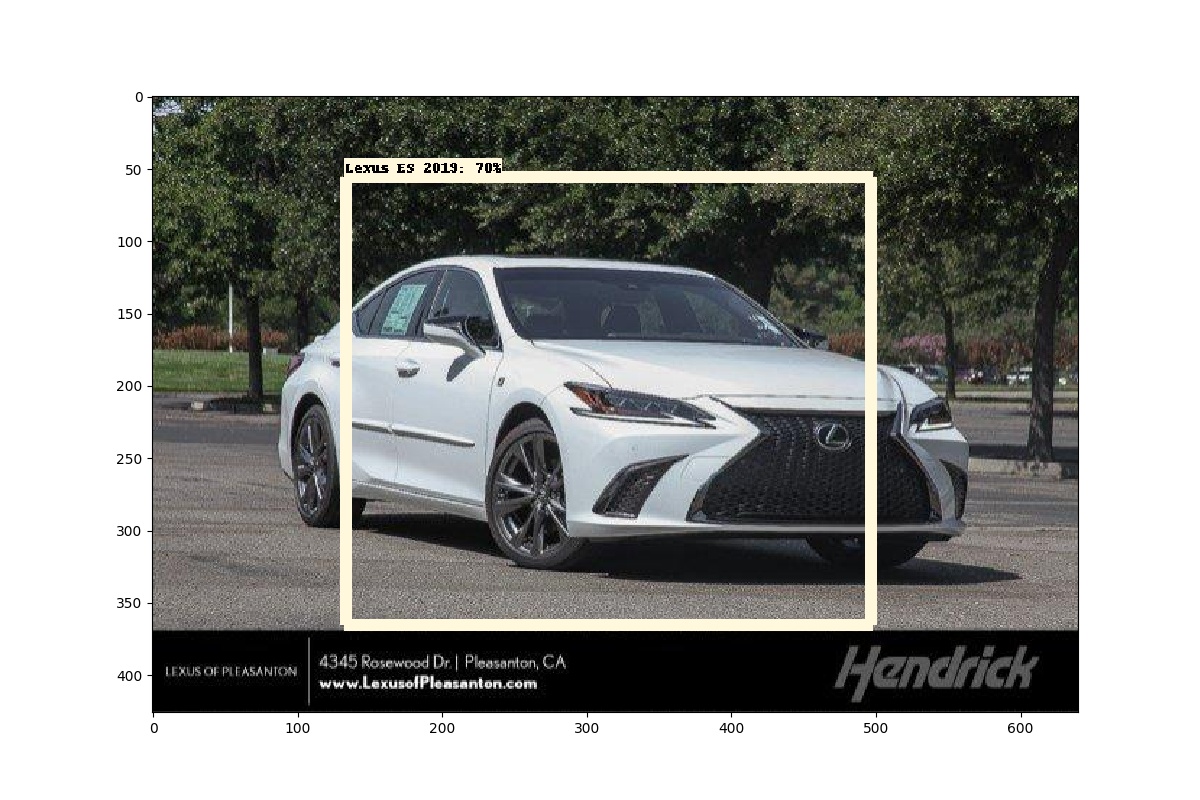 Lexus ES 2019: 70%
0
50
100
150
200
250
300
350
400
LEXUS OF PLEASANTON
4345 Rosewood Dr. | Pleasanton, CA
www.LexusofPleasanton.com
Hendrick
0 100 200 300 400 500 600